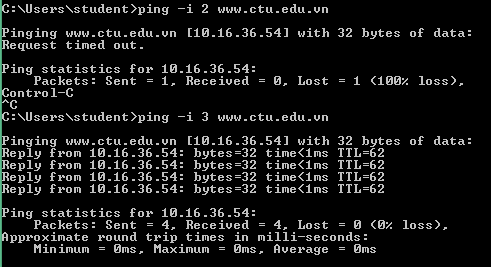 C:\Users\student>ping -i 2 www.ctu.edu.vn
Pinging www.ctu.edu.vn [10.16.36.54] with 32 bytes of data:
Request timed out.
Ping statistics for 10.16.36.54:
    Packets: Sent = 1, Received = 0, Lost = 1 (100% loss),
Control-C
^C
C:\Users\student>ping -i 3 www.ctu.edu.vn
Pinging www.ctu.edu.vn [10.16.36.54] with 32 bytes of data:
Reply from 10.16.36.54: bytes=32 time<1ms TTL=62
Reply from 10.16.36.54: bytes=32 time<1ms TTL=62
Reply from 10.16.36.54: bytes=32 time<1ms TTL=62
Reply from 10.16.36.54: bytes=32 time<1ms TTL=62
Ping statistics for 10.16.36.54:
    Packets: Sent = 4, Received = 4, Lost = 0 (0% loss),
Approximate round trip times in milli-seconds:
    Minimum = 0ms, Maximum = 0ms, Average = 0ms